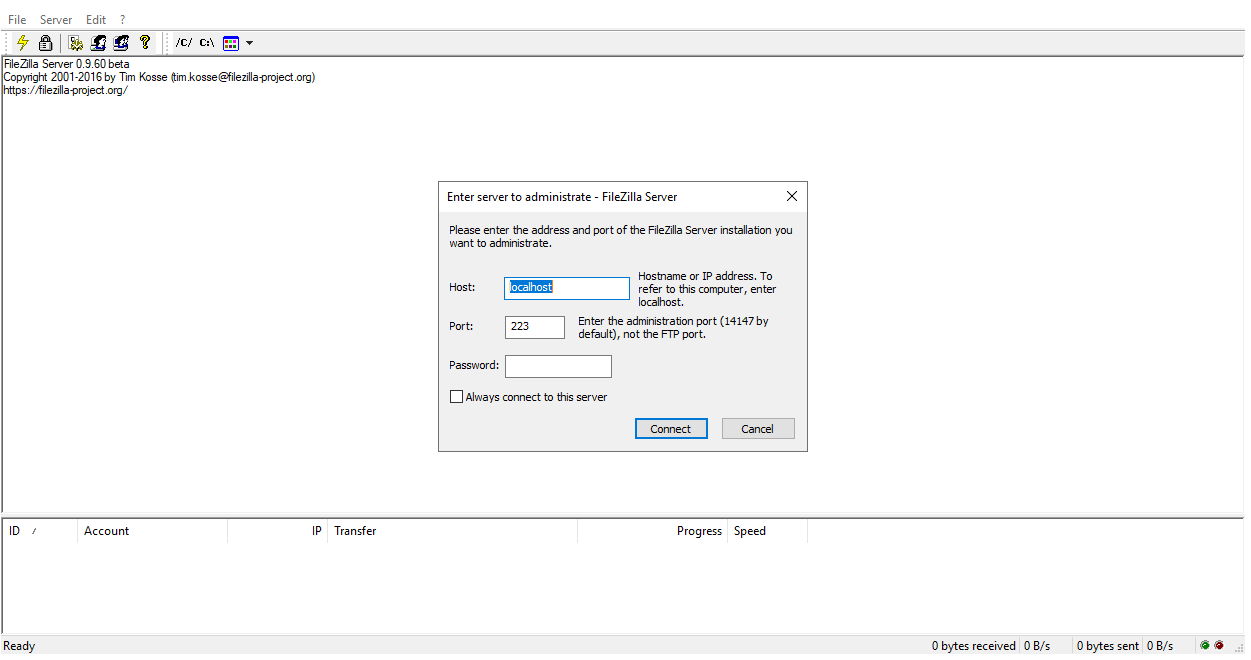 File Server Edit ?
/C/ C:\
FileZilla Server 0.9.60 beta
Copyright 2001-2016 by Tim Kosse (tim.kosse@filezilla-project.org)
https://filezilla-project.org/
Enter server to administrate - FileZilla Server
Please enter the address and port of the FileZilla Server installation you
want to administrate.
Host:
localhost
Hostname or IP address. To
refer to this computer, enter
localhost.
Port:
223
Enter the administration port (14147 by
default), not the FTP port.
Password:
Always connect to this server
Connect Cancel
ID / Account IP Transfer Progress Speed
Ready 0 bytes received 0 B/s 0 bytes sent 0 B/s